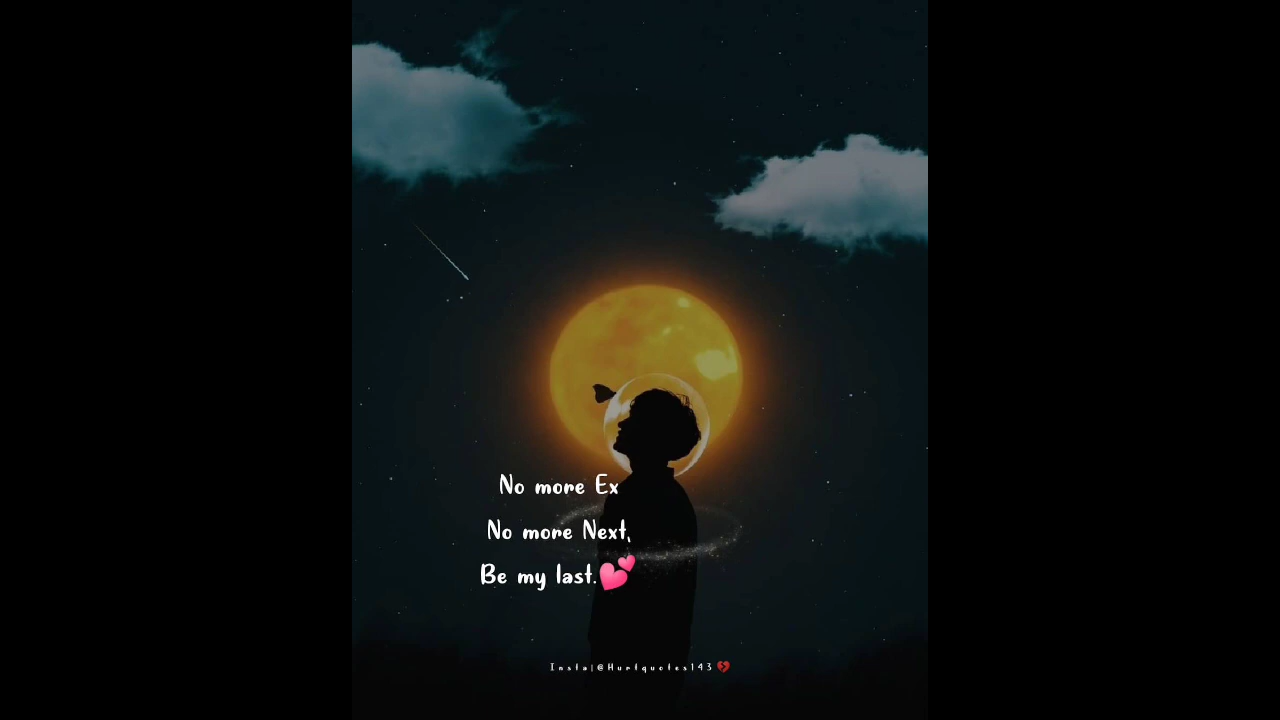 No more Ex
No more Next,
Be my last.💕
Insta|@Hurtquotes143💔